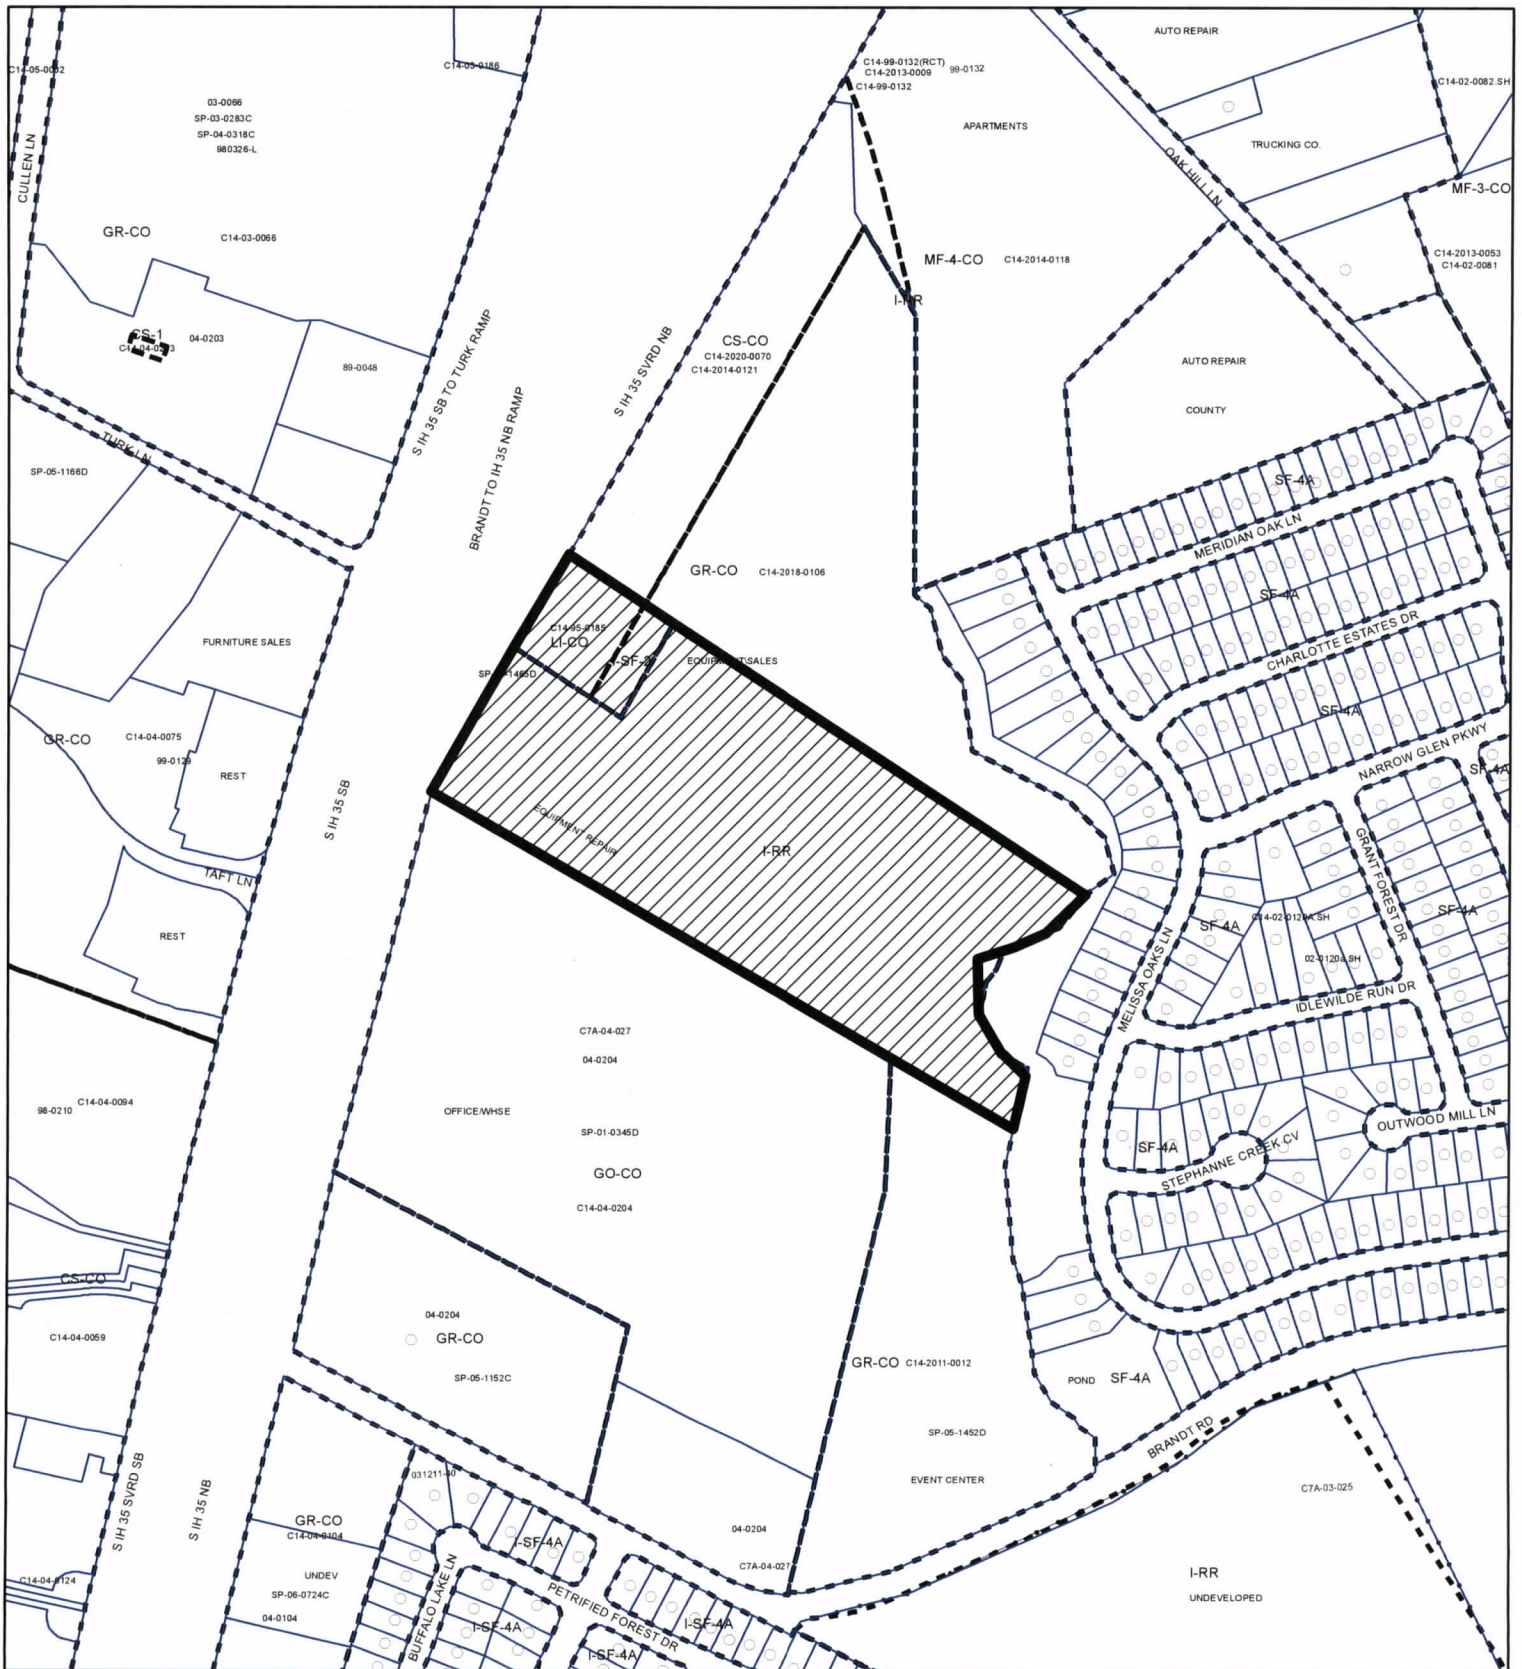 AUTO REPAIR
C14-99-0132(RCT)
C14-2013-0009
99-0132
C14-99-0132
C14-03-0186
C14-02-0082.SH
03-0066
SP-03-0283C
SP-04-0318C
980326-L
APARTMENTS
TRUCKING CO.
CULLEN LN
OAK HILL LN
MF-3-CO
GR-CO
C14-03-0066
MF-4-CO
C14-2014-0118
C14-2013-0053
C14-02-0081
I-RR
CS-1
04-0203
CS-CO
C14-2020-0070
C14-2014-0121
89-0048
S IH 35 SB TO TURK RAMP
S IH 35 SVRD NB
BRANDT TO IH 35 NB RAMP
AUTO REPAIR
COUNTY
TURK LN
SP-05-1166D
SF-4A
MERIDIAN OAK LN
GR-CO
C14-2018-0106
SF-4A
CHARLOTTE ESTATES DR
C14-95-0185
LI-CO
I-SF-2
FURNITURE SALES
SF-4A
NARROW GLEN PKWY
SF-4A
GR-CO
C14-04-0075
99-0129
REST
S IH 35 SB
EQUIPMENT REPAIR
I-RR
TAFT LN
GRANT FOREST DR
REST
SF-4A
C14-02-0120A.SH
SF-4A
02-0120a.SH
MELISSA OAKS LN
IDLEWILDE RUN DR
C7A-04-027
04-0204
98-0210
C14-04-0094
OFFICE/WHSE
SP-01-0345D
GO-CO
C14-04-0204
SF-4A
OUTWOOD MILL LN
STEPHANNE CREEK CV
CS-CO
C14-04-0059
04-0204
GR-CO
SP-05-1152C
GR-CO
C14-2011-0012
POND
SF-4A
SP-05-1452D
BRANDT RD
EVENT CENTER
C7A-03-025
S IH 35 SVRD SB
S IH 35 NB
GR-CO
C14-04-0104
I-SF-4A
04-0204
C7A-04-027
C14-04-0124
UNDEV
SP-06-0724C
04-0104
BUFFALO LAKE LN
PETRIFIED FOREST DR
I-SF-4A
I-SF-4A
I-SF-4A
I-RR
UNDEVELOPED